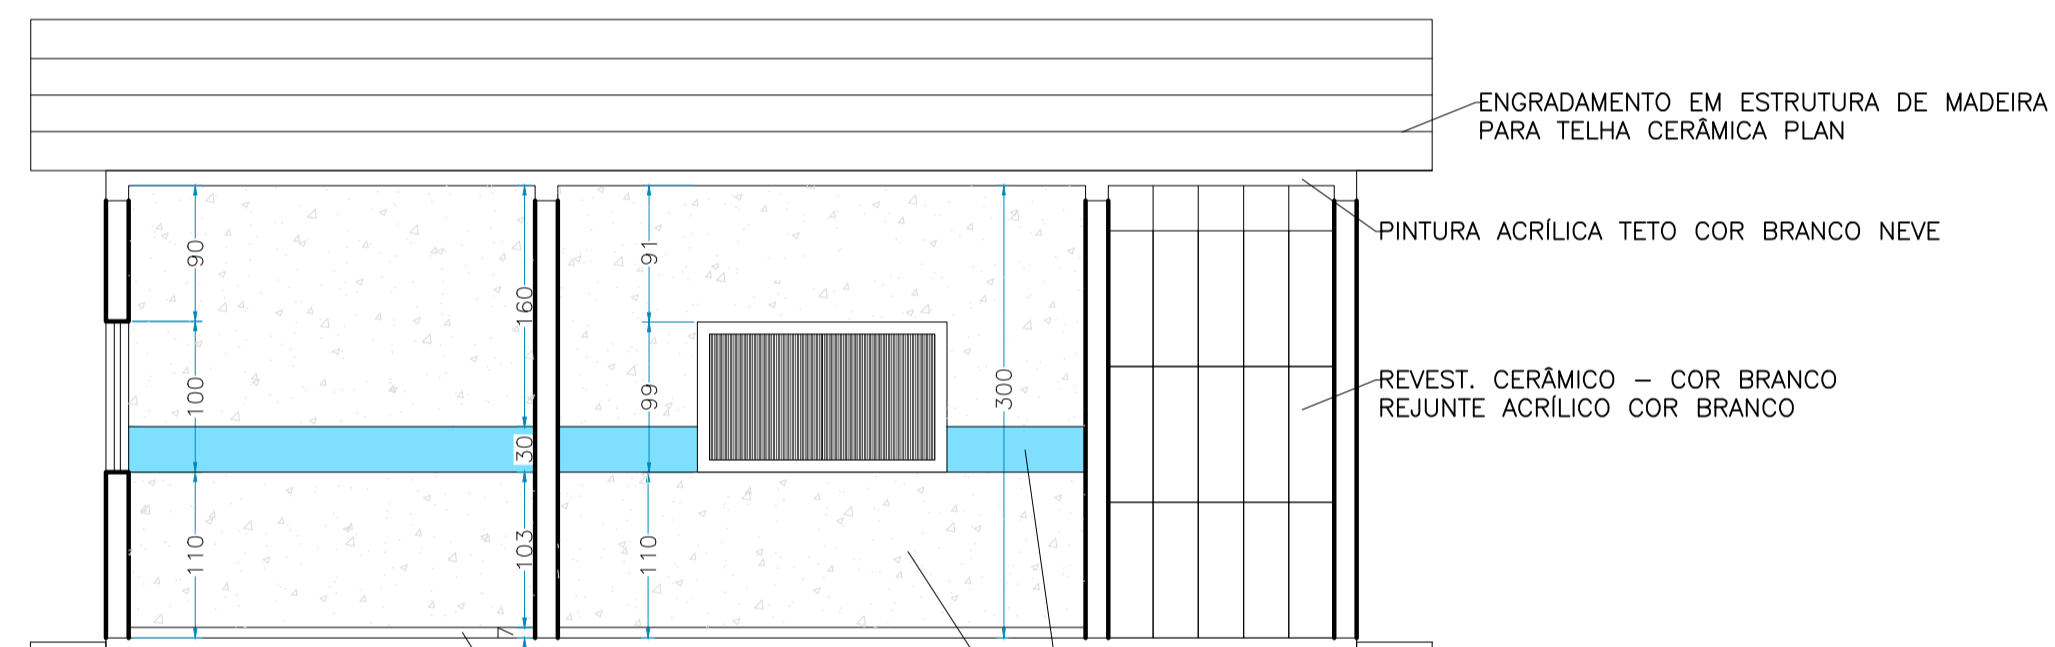 ENGRADAMENTO EM ESTRUTURA DE MADEIRA
PARA TELHA CERÂMICA PLAN
PINTURA ACRÍLICA TETO COR BRANCO NEVE
REVEST. CERÂMICO – COR BRANCO
REJUNTE ACRÍLICO COR BRANCO
90
100
110
160
30
103
7
91
99
110
300